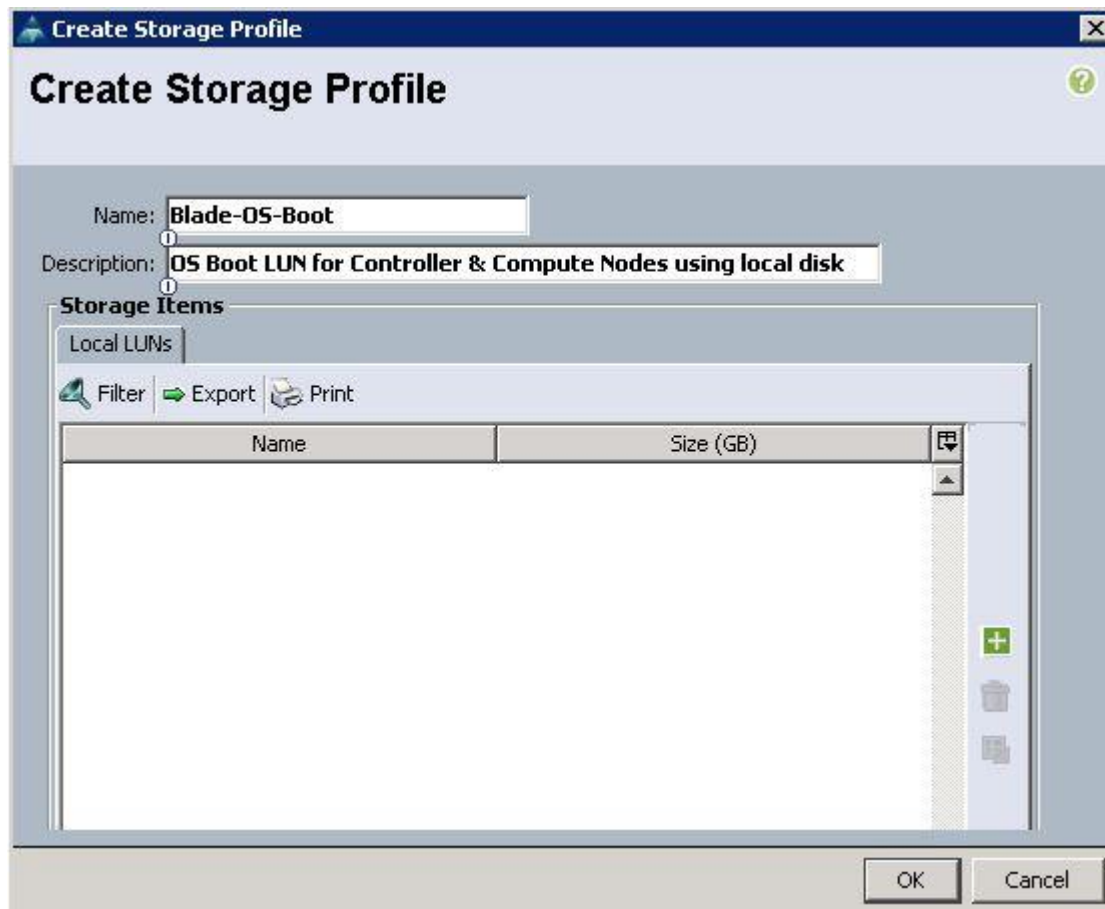 Create Storage Profile
Create Storage Profile
Name: Blade-OS-Boot
Description: OS Boot LUN for Controller & Compute Nodes using local disk
Storage Items
Local LUNs
Filter Export Print
Name Size (GB)
OK Cancel